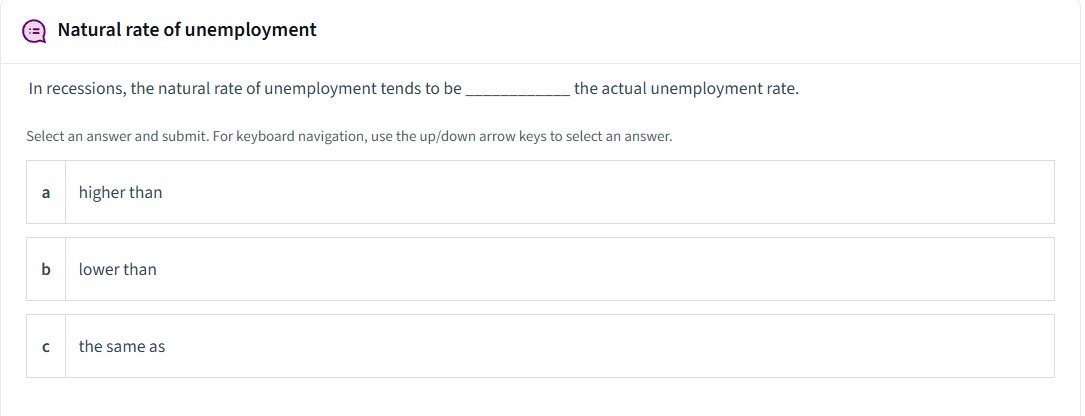 Natural rate of unemployment
In recessions, the natural rate of unemployment tends to be ____________ the actual unemployment rate.
Select an answer and submit. For keyboard navigation, use the up/down arrow keys to select an answer.
a higher than
b lower than
c the same as